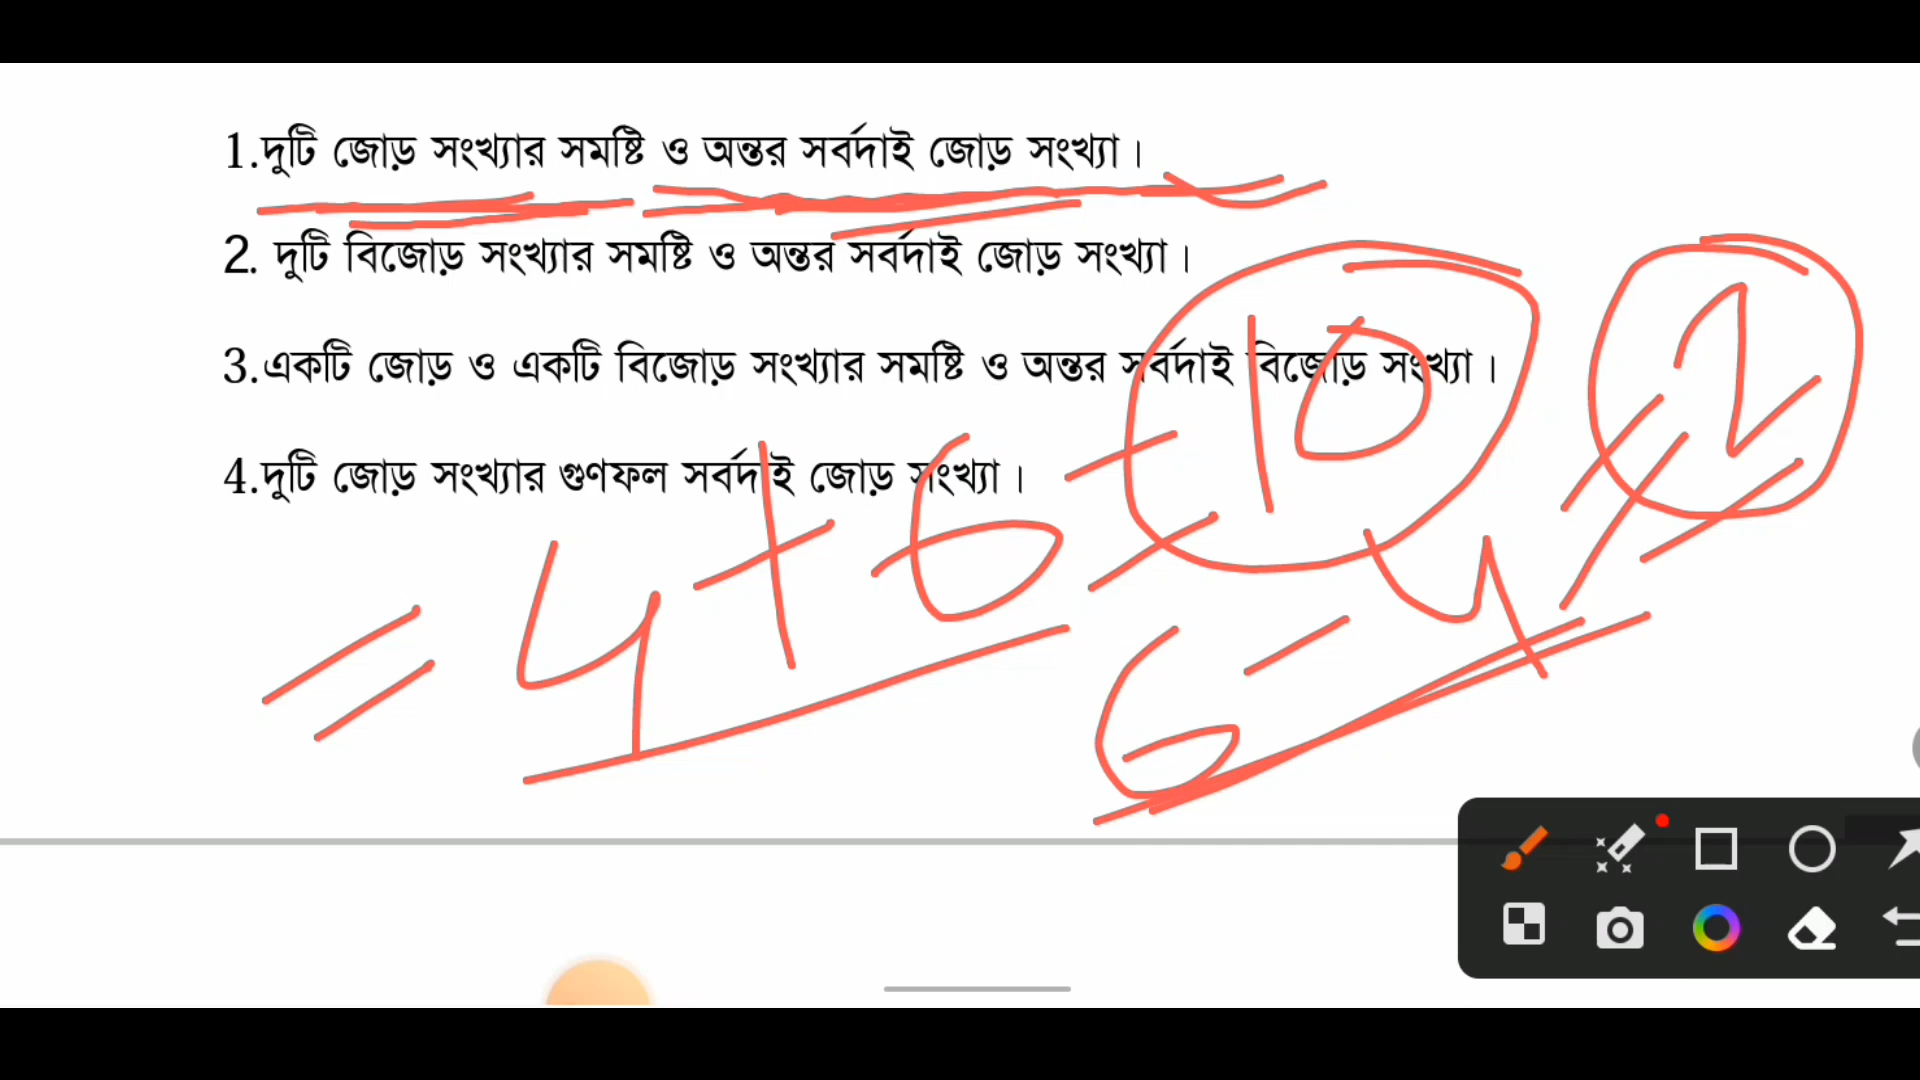 1.দুটি জোড় সংখ্যার সমষ্টি ও অন্তর সর্বদাই জোড় সংখ্যা।
2. দুটি বিজোড় সংখ্যার সমষ্টি ও অন্তর সর্বদাই জোড় সংখ্যা।
3.একটি জোড় ও একটি বিজোড় সংখ্যার সমষ্টি ও অন্তর সর্বদাই বিজোড় সংখ্যা।
4.দুটি জোড় সংখ্যার গুণফল সর্বদাই জোড় সংখ্যা।
= 4 + 6 = 10
6 - 4 = 2